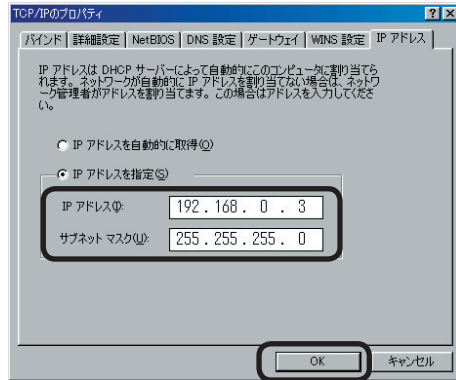 TCP/IPのプロパティ
バインド 詳細設定 NetBIOS DNS 設定 ゲートウェイ WINS 設定 IP アドレス
IP アドレスは DHCP サーバーによって自動的にこのコンピュータに割り当てら
れます。ネットワークが自動的に IP アドレスを割り当てない場合は、ネットワ
ーク管理者がアドレスを割り当てます。この場合はアドレスを入力してくださ
い。
IP アドレスを自動的に取得(O)
IP アドレスを指定(S)
IP アドレス(I): 192 . 168 . 0 . 3
サブネット マスク(U): 255 . 255 . 255 . 0
OK キャンセル